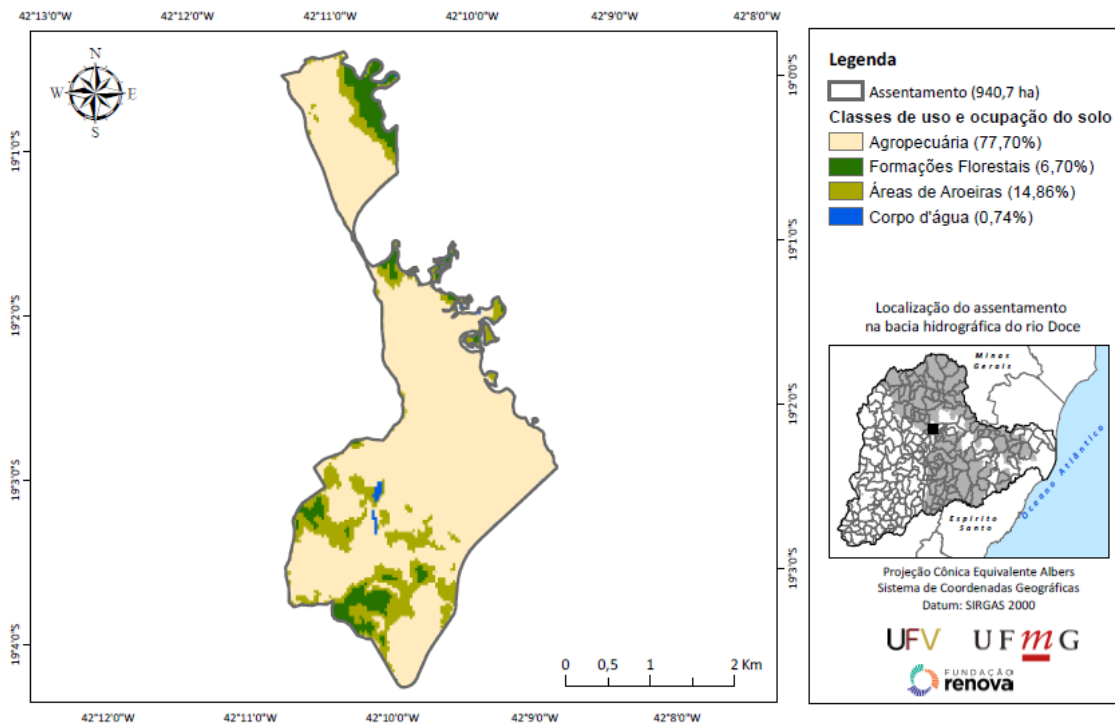 42°13'0"W 42°12'0"W 42°11'0"W 42°10'0"W 42°9'0"W 42°8'0"W
N
W E
S
19°1'0"S
19°2'0"S
19°3'0"S
19°4'0"S
19°0'0"S
19°1'0"S
19°2'0"S
19°3'0"S
0 0,5 1 2 Km
42°12'0"W 42°11'0"W 42°10'0"W 42°9'0"W 42°8'0"W
Legenda
Assentamento (940,7 ha)
Classes de uso e ocupação do solo
Agropecuária (77,70%)
Formações Florestais (6,70%)
Áreas de Aroeiras (14,86%)
Corpo d'água (0,74%)
Localização do assentamento
na bacia hidrográfica do rio Doce
Minas
Gerais
Oceano Atlântico
Espírito
Santo
Projeção Cônica Equivalente Albers
Sistema de Coordenadas Geográficas
Datum: SIRGAS 2000
UFV UFmG
FUNDAÇÃO
renova